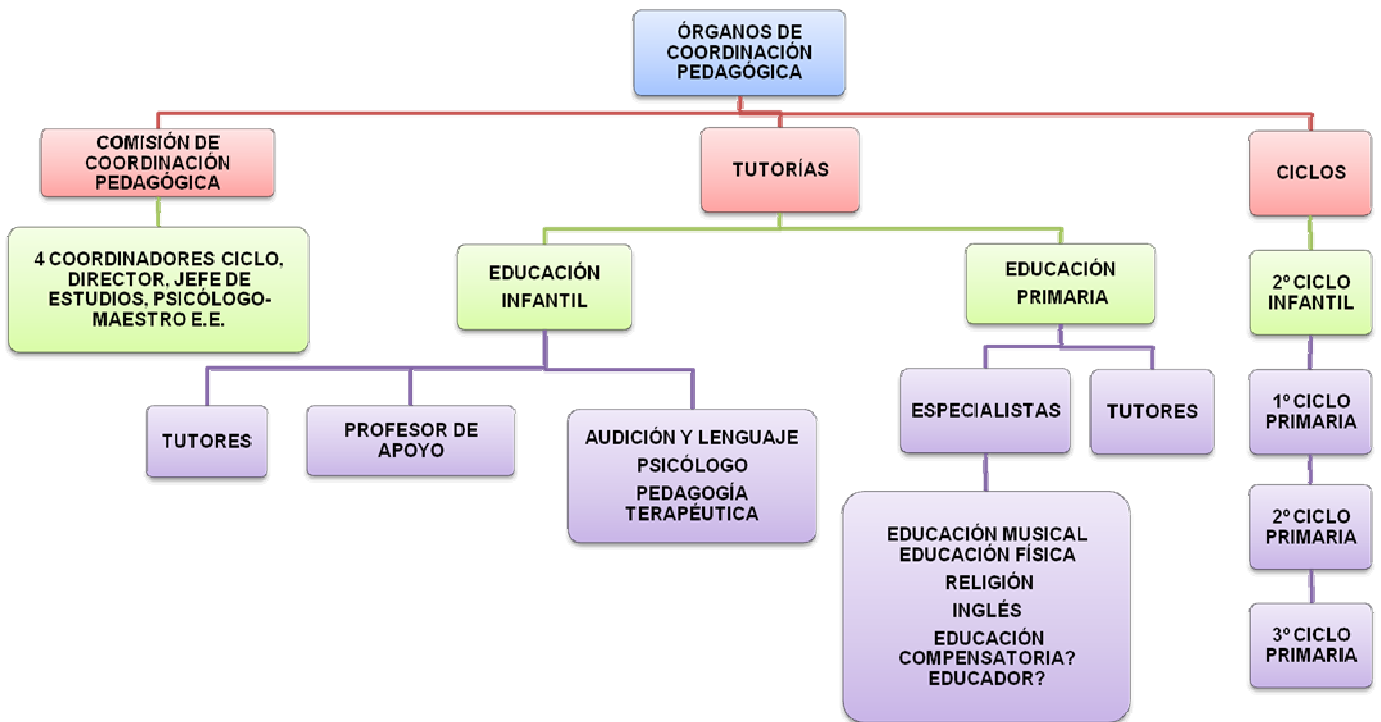 ÓRGANOS DE
COORDINACIÓN
PEDAGÓGICA
COMISIÓN DE
COORDINACIÓN
PEDAGÓGICA
TUTORÍAS
CICLOS
4 COORDINADORES CICLO,
DIRECTOR, JEFE DE
ESTUDIOS, PSICÓLOGO-
MAESTRO E.E.
EDUCACIÓN
INFANTIL
EDUCACIÓN
PRIMARIA
2º CICLO
INFANTIL
TUTORES
PROFESOR DE
APOYO
AUDICIÓN Y LENGUAJE
PSICÓLOGO
PEDAGOGÍA
TERAPÉUTICA
ESPECIALISTAS
TUTORES
1º CICLO
PRIMARIA
EDUCACIÓN MUSICAL
EDUCACIÓN FÍSICA
RELIGIÓN
INGLÉS
EDUCACIÓN
COMPENSATORIA?
EDUCADOR?
2º CICLO
PRIMARIA
3º CICLO
PRIMARIA